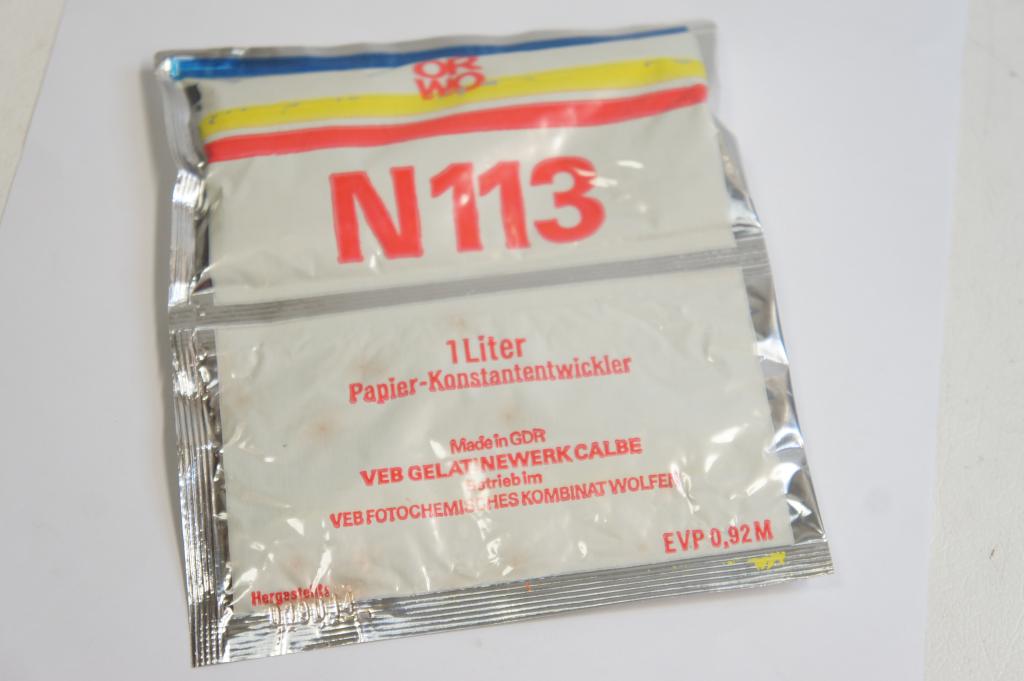 OR
WO
N113
1 Liter
Papier-Konstantentwickler
Made in GDR
VEB GELATINEWERK CALBE
Betrieb im
VEB FOTOCHEMISCHES KOMBINAT WOLFEN
EVP 0,92 M
Hergestellt: